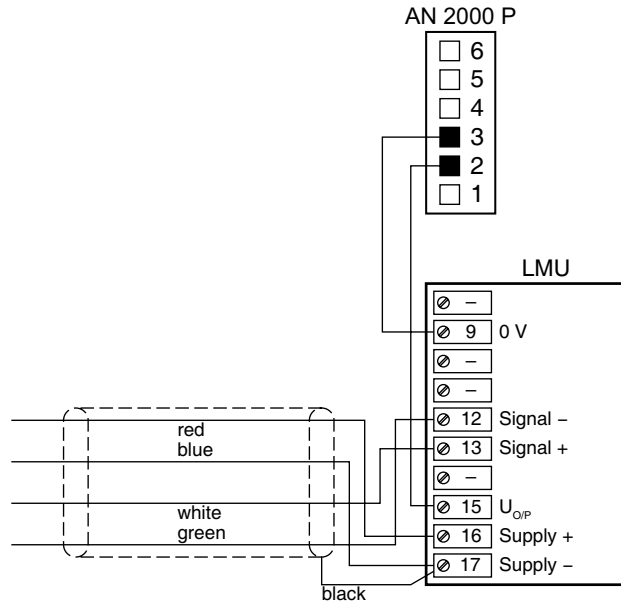 AN 2000 P
6
5
4
3
2
1
LMU
–
9 0 V
–
–
12 Signal –
13 Signal +
–
15 U_O/P
16 Supply +
17 Supply –
red
blue
white
green
black